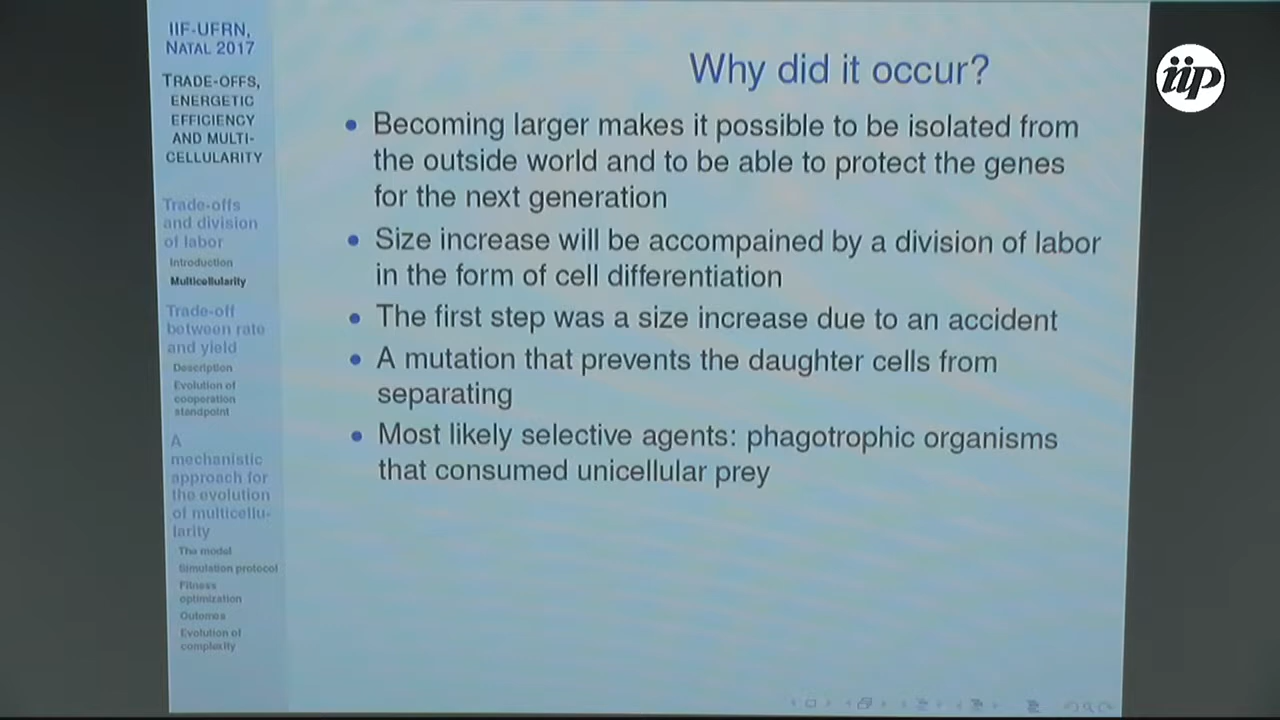 IIF-UFRN,
NATAL 2017
TRADE-OFFS,
ENERGETIC
EFFICIENCY
AND MULTI-
CELLULARITY
Trade-offs
and division
of labor
Introduction
Multicellularity
Trade-off
between rate
and yield
Description
Evolution of
cooperation
standpoint
A
mechanistic
approach for
the evolution
of multicellu-
larity
The model
Simulation protocol
Fitness
optimization
Outomes
Evolution of
complexity
Why did it occur?
• Becoming larger makes it possible to be isolated from
the outside world and to be able to protect the genes
for the next generation
• Size increase will be accompained by a division of labor
in the form of cell differentiation
• The first step was a size increase due to an accident
• A mutation that prevents the daughter cells from
separating
• Most likely selective agents: phagotrophic organisms
that consumed unicellular prey
iip